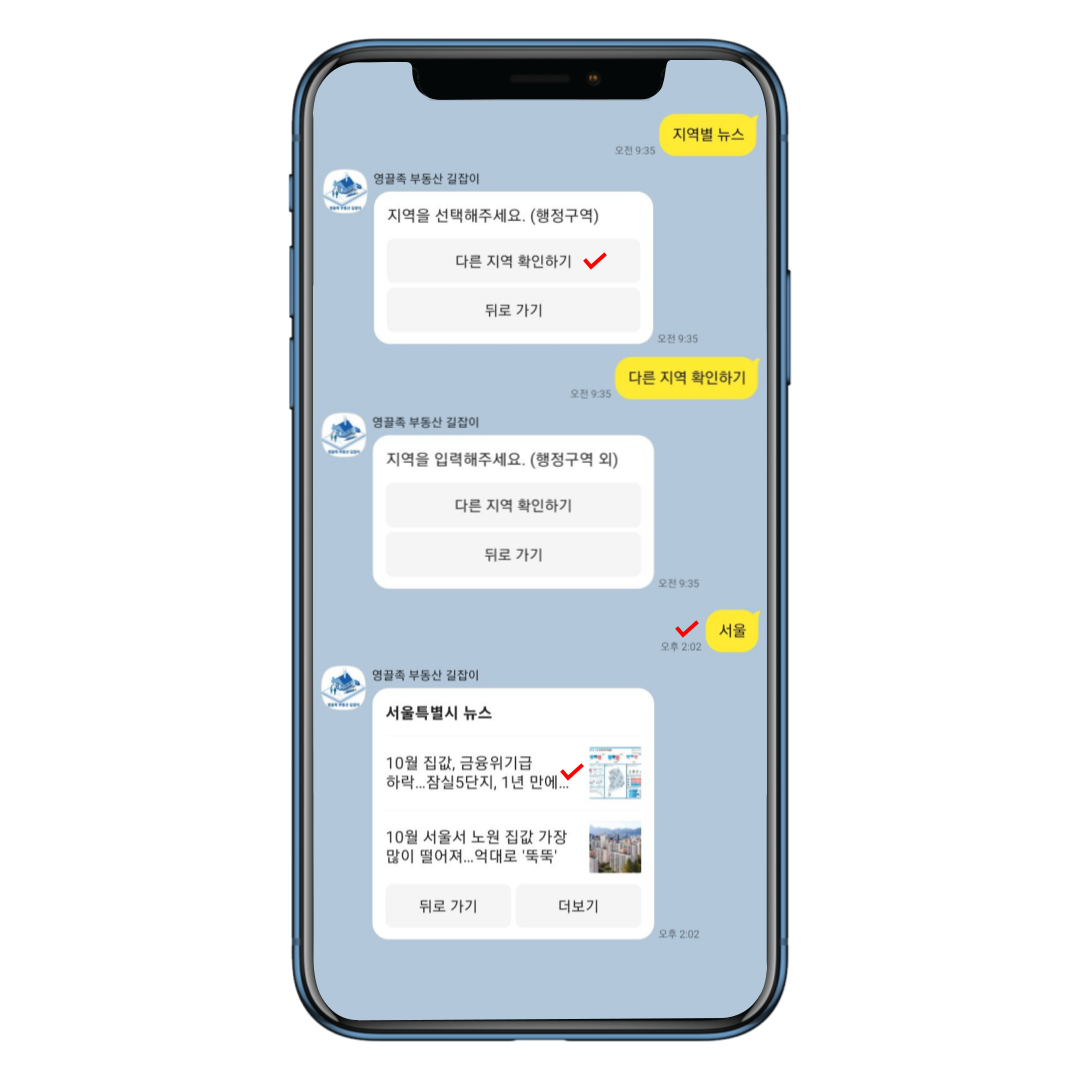 지역별 뉴스
오전 9:35
영끌족 부동산 길잡이
지역을 선택해주세요. (행정구역)
다른 지역 확인하기
뒤로 가기
오전 9:35
다른 지역 확인하기
오전 9:35
영끌족 부동산 길잡이
지역을 입력해주세요. (행정구역 외)
다른 지역 확인하기
뒤로 가기
오전 9:35
서울
오후 2:02
영끌족 부동산 길잡이
서울특별시 뉴스
10월 집값, 금융위기급
하락...잠실5단지, 1년 만에...
10월 서울서 노원 집값 가장
많이 떨어져...억대로 '뚝뚝'
뒤로 가기
더보기
오후 2:02